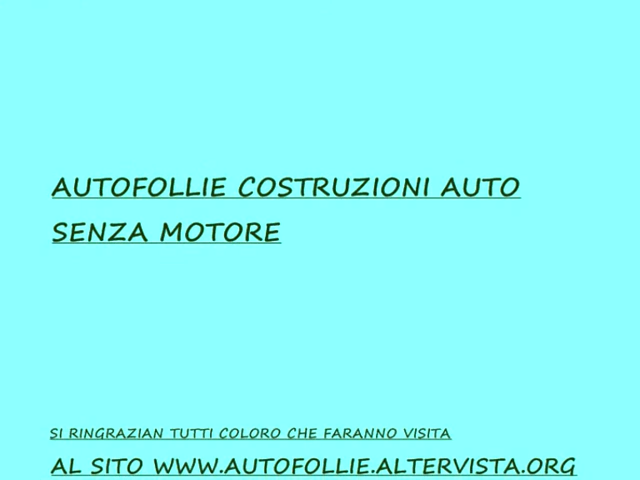 AUTOFOLLIE COSTRUZIONI AUTO
SENZA MOTORE
SI RINGRAZIAN TUTTI COLORO CHE FARANNO VISITA
AL SITO WWW.AUTOFOLLIE.ALTERVISTA.ORG